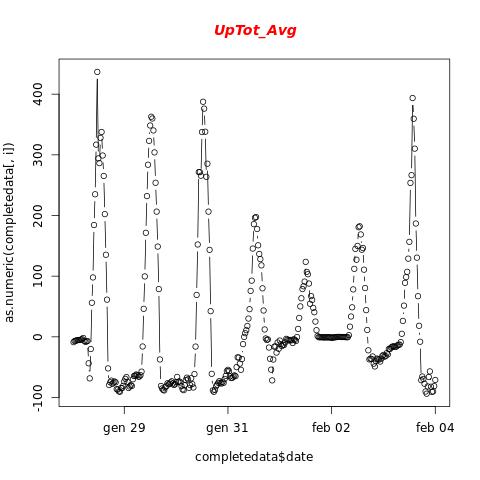 UpTot_Avg
as.numeric(completedata[, i])
400
300
200
100
0
-100
gen 29
gen 31
feb 02
feb 04
completedata$date